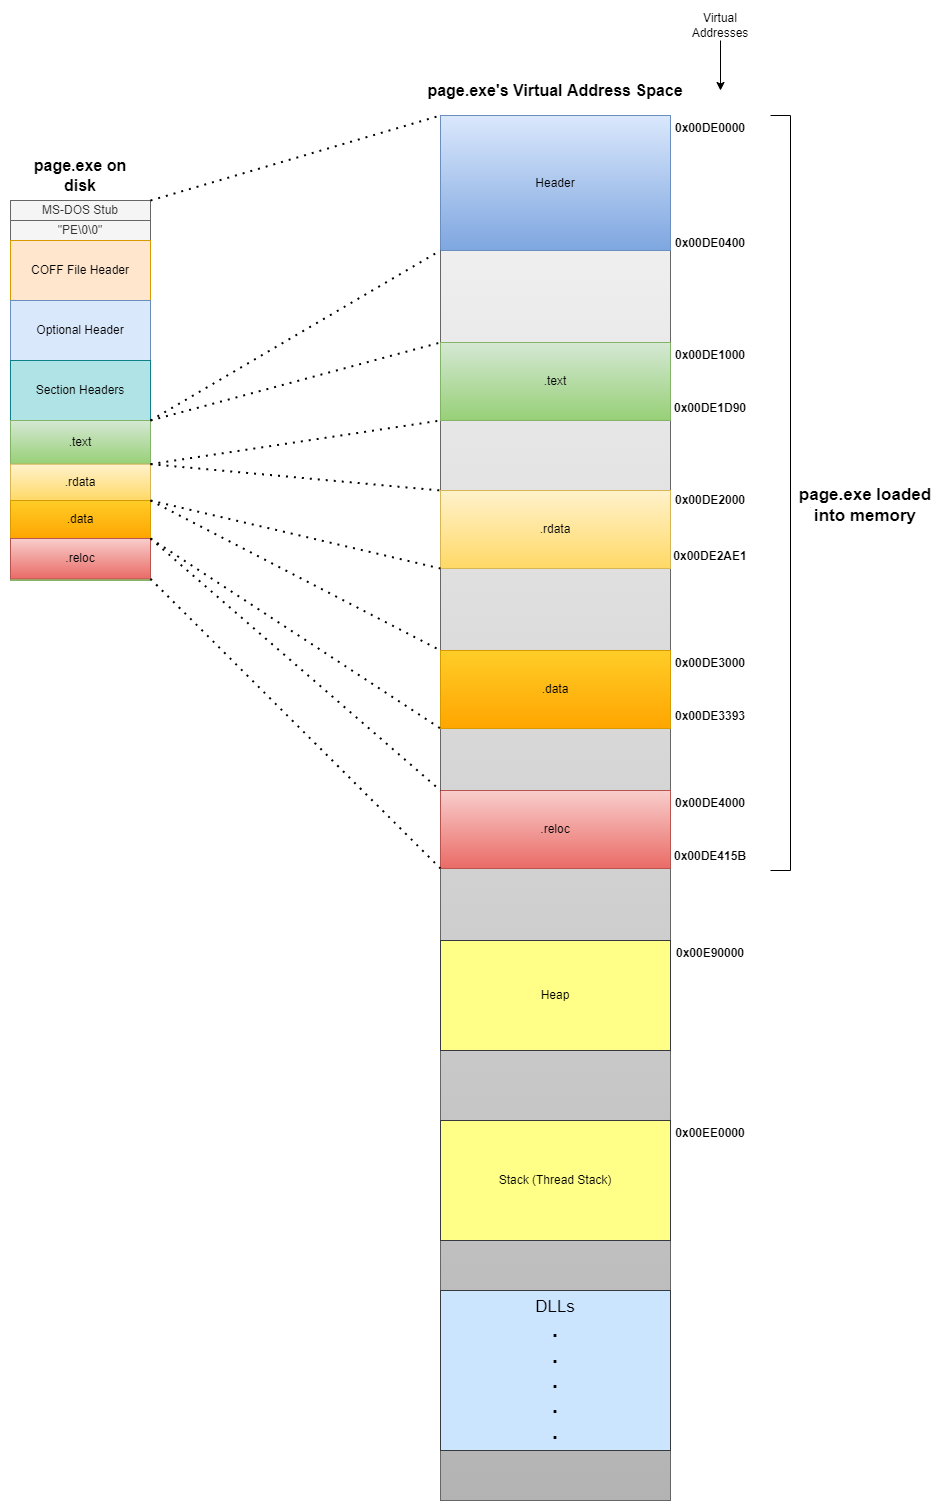 Virtual
Addresses
page.exe's Virtual Address Space
page.exe on
disk
MS-DOS Stub
"PE\0\0"
COFF File Header
Optional Header
Section Headers
.text
.rdata
.data
.reloc
Header
0x00DE0000
0x00DE0400
.text
0x00DE1000
0x00DE1D90
.rdata
0x00DE2000
0x00DE2AE1
.data
0x00DE3000
0x00DE3393
.reloc
0x00DE4000
0x00DE415B
page.exe loaded
into memory
Heap
0x00E90000
Stack (Thread Stack)
0x00EE0000
DLLs
.
.
.
.
.